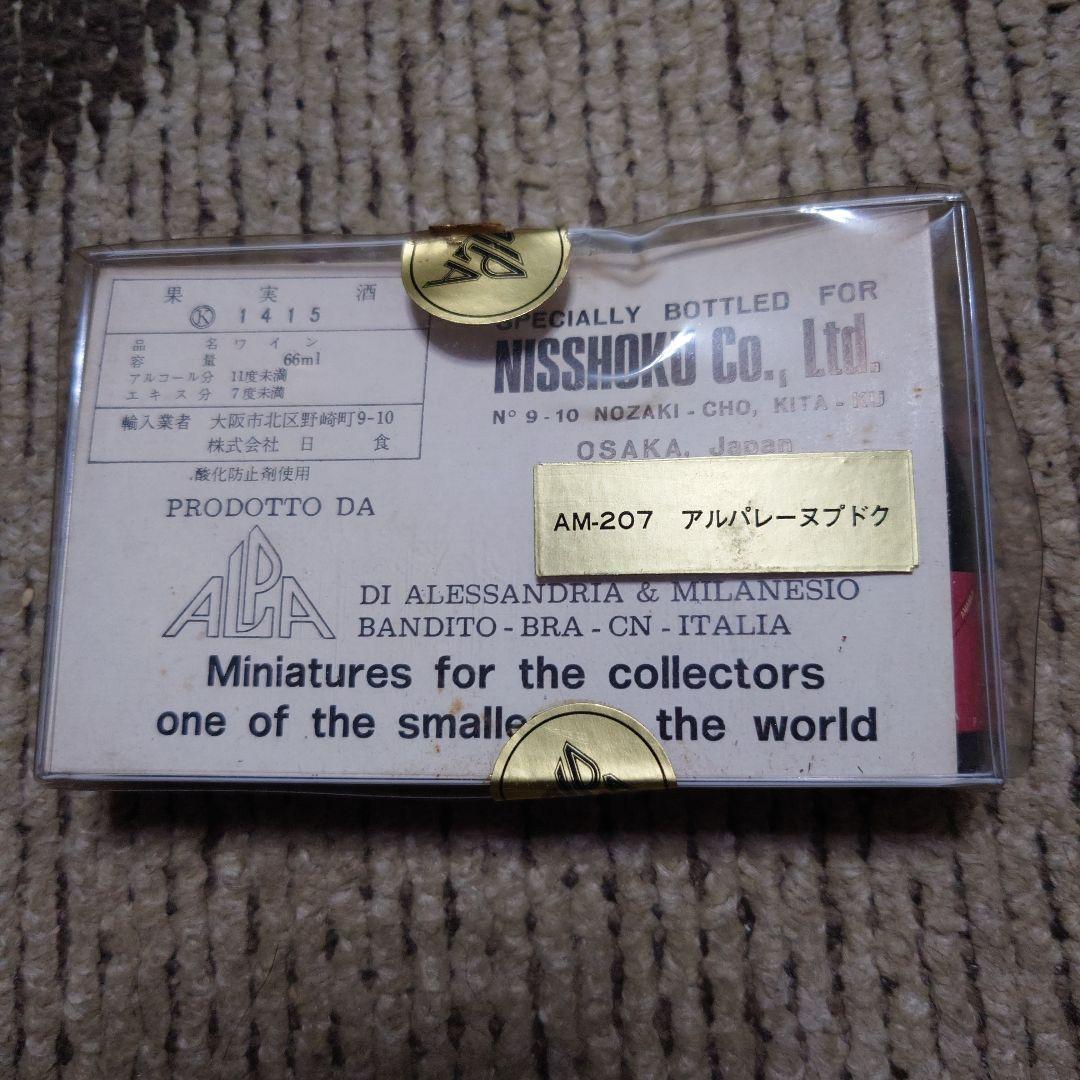 果実酒
Ⓚ 1415
品名 ワイン
容量 66ml
アルコール分 11度未満
エキス分 7度未満
輸入業者 大阪市北区野崎町9-10
株式会社 日食
酸化防止剤使用
ALPA
SPECIALLY BOTTLED FOR
NISSHOKU Co., Ltd.
N° 9-10 NOZAKI-CHO, KITA-KU
OSAKA, Japan
AM-207 アルパレーヌプドク
PRODOTTO DA
ALPA
DI ALESSANDRIA & MILANESIO
BANDITO-BRA-CN-ITALIA
Miniatures for the collectors
one of the smalle the world